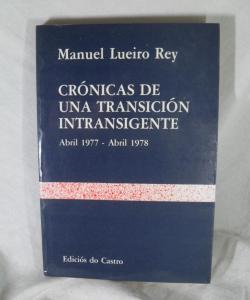 Manuel Lueiro Rey
CRÓNICAS DE
UNA TRANSICIÓN
INTRANSIGENTE
Abril 1977 - Abril 1978
Ediciós do Castro